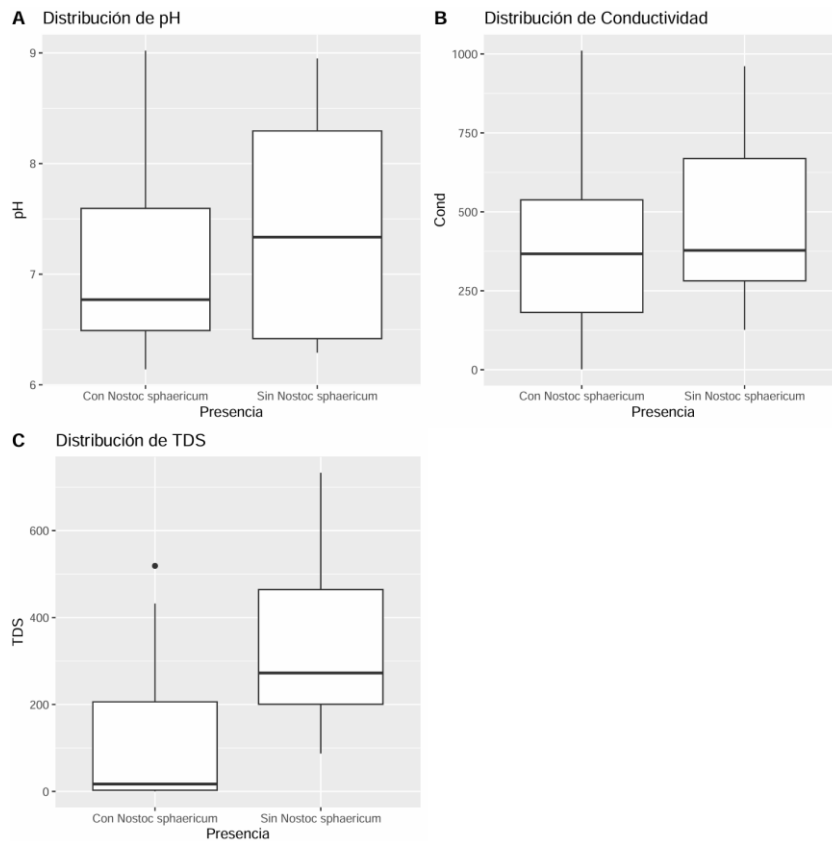 A Distribución de pH
9
8
7
6
pH
Con Nostoc sphaericum Sin Nostoc sphaericum
Presencia
B Distribución de Conductividad
1000
750
500
250
0
Cond
Con Nostoc sphaericum Sin Nostoc sphaericum
Presencia
C Distribución de TDS
600
400
200
0
TDS
Con Nostoc sphaericum Sin Nostoc sphaericum
Presencia